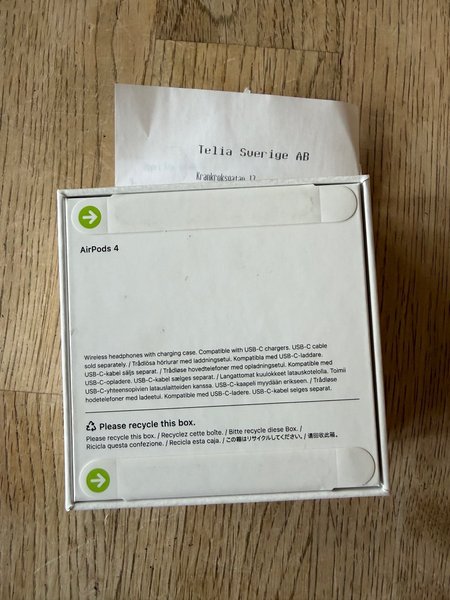 Telia Sverige AB
Krankroksgatan 12
AirPods 4
Wireless headphones with charging case. Compatible with USB-C chargers. USB-C cable
sold separately. / Trådlösa hörlurar med laddningsetui. Kompatibla med USB-C-laddare.
USB-C-kabel säljs separat. / Trådløse hovedtelefoner med opladningsetui. Kompatible med
USB-C-opladere. USB-C-kabel sælges separat. / Langattomat kuulokkeet latauskotelolla. Toimii
USB-C-yhteensopivien latauslaitteiden kanssa. USB-C-kaapeli myydään erikseen. / Trådløse
hodetelefoner med ladeetui. Kompatible med USB-C-ladere. USB-C-kabel selges separat.
Please recycle this box.
Please recycle this box. / Recyclez cette boîte. / Bitte recycle diese Box. /
Ricicla questa confezione. / Recicla esta caja. / この箱はリサイクルしてください。/ 请回收此箱。